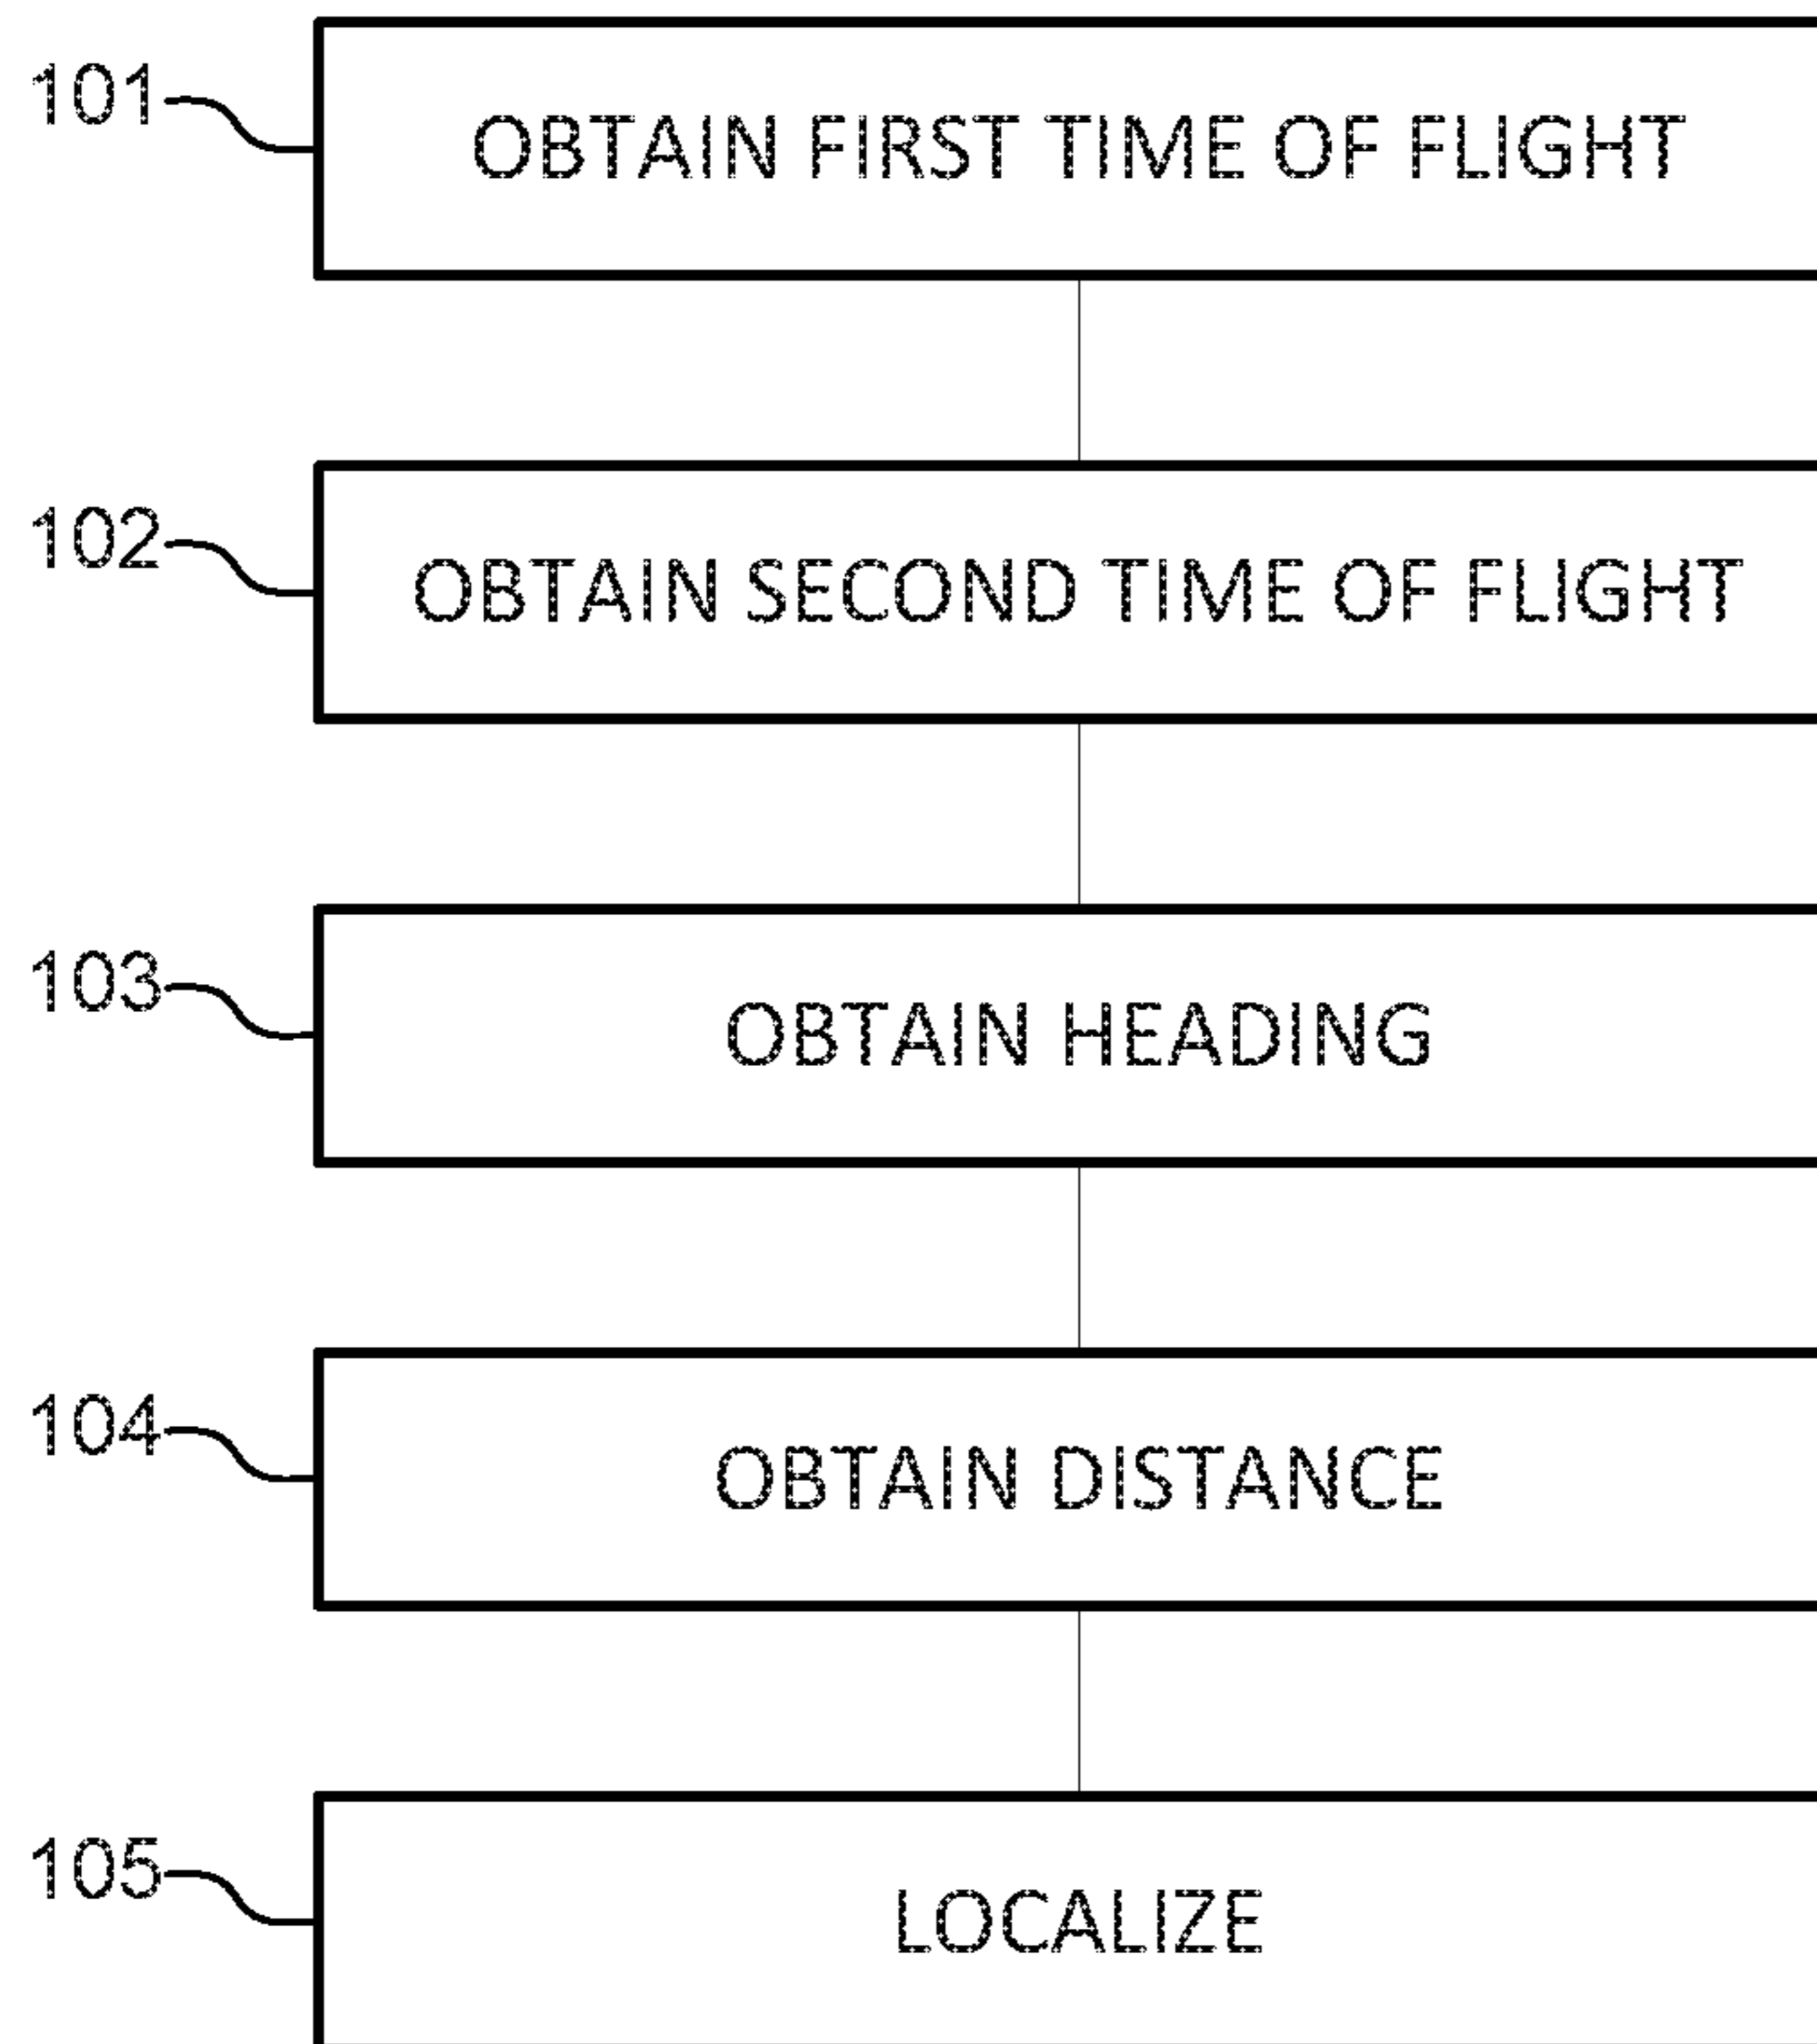 101 OBTAIN FIRST TIME OF FLIGHT
102 OBTAIN SECOND TIME OF FLIGHT
103 OBTAIN HEADING
104 OBTAIN DISTANCE
105 LOCALIZE